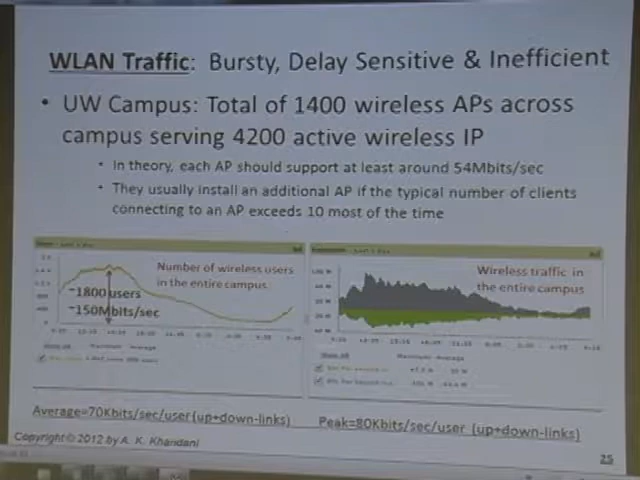 WLAN Traffic: Bursty, Delay Sensitive & Inefficient
• UW Campus: Total of 1400 wireless APs across
campus serving 4200 active wireless IP
• In theory, each AP should support at least around 54Mbits/sec
• They usually install an additional AP if the typical number of clients
connecting to an AP exceeds 10 most of the time
Number of wireless users
in the entire campus
~1800 users
~150Mbits/sec
Wireless traffic in
the entire campus
Maximum Average
Maximum Average
Average=70Kbits/sec/user(up+down-links)
Peak=80Kbits/sec/user (up+down-links)
Copyright © 2012 by A. K. Khandani
25